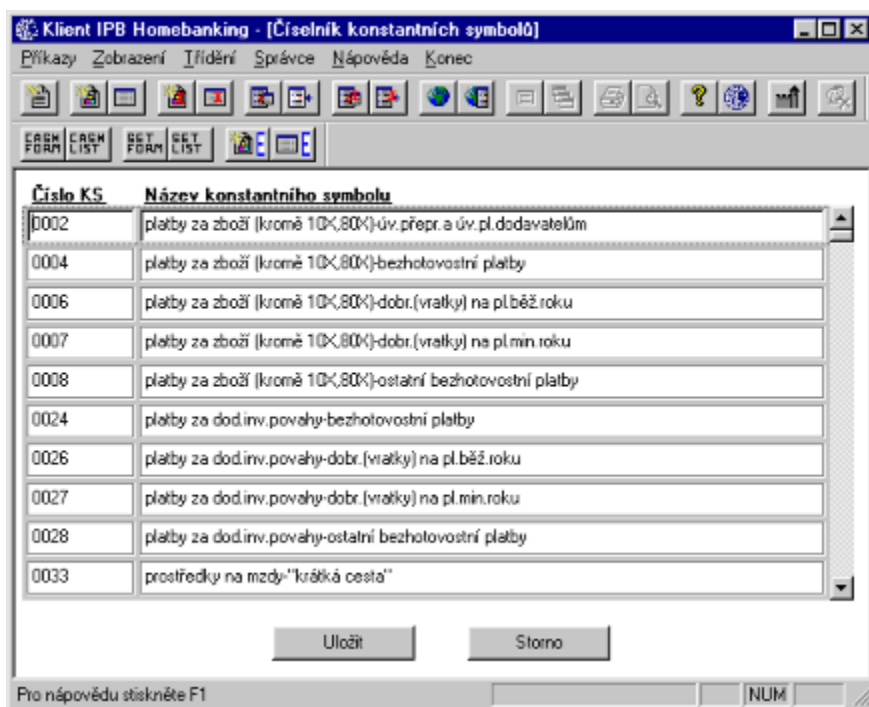 Klient IPB Homebanking - [Číselník konstantních symbolů]
Příkazy Zobrazení Třídění Správce Nápověda Konec
CASH FORM CASH LIST SET FORM SET LIST
Číslo KS Název konstantního symbolu
0002 platby za zboží (kromě 10X,80X)-úv.přepr.a úv.pl.dodavatelům
0004 platby za zboží (kromě 10X,80X)-bezhotovostní platby
0006 platby za zboží (kromě 10X,80X)-dobr.(vratky) na pl.běž.roku
0007 platby za zboží (kromě 10X,80X)-dobr.(vratky) na pl.min.roku
0008 platby za zboží (kromě 10X,80X)-ostatní bezhotovostní platby
0024 platby za dod.inv.povahy-bezhotovostní platby
0026 platby za dod.inv.povahy-dobr.(vratky) na pl.běž.roku
0027 platby za dod.inv.povahy-dobr.(vratky) na pl.min.roku
0028 platby za dod.inv.povahy-ostatní bezhotovostní platby
0033 prostředky na mzdy-"krátká cesta"
Uložit Storno
Pro nápovědu stiskněte F1 NUM